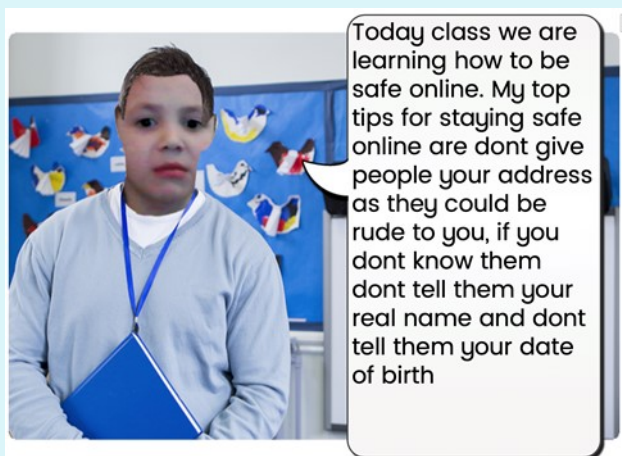 Today class we are
learning how to be
safe online. My top
tips for staying safe
online are dont give
people your address
as they could be
rude to you, if you
dont know them
dont tell them your
real name and dont
tell them your date
of birth